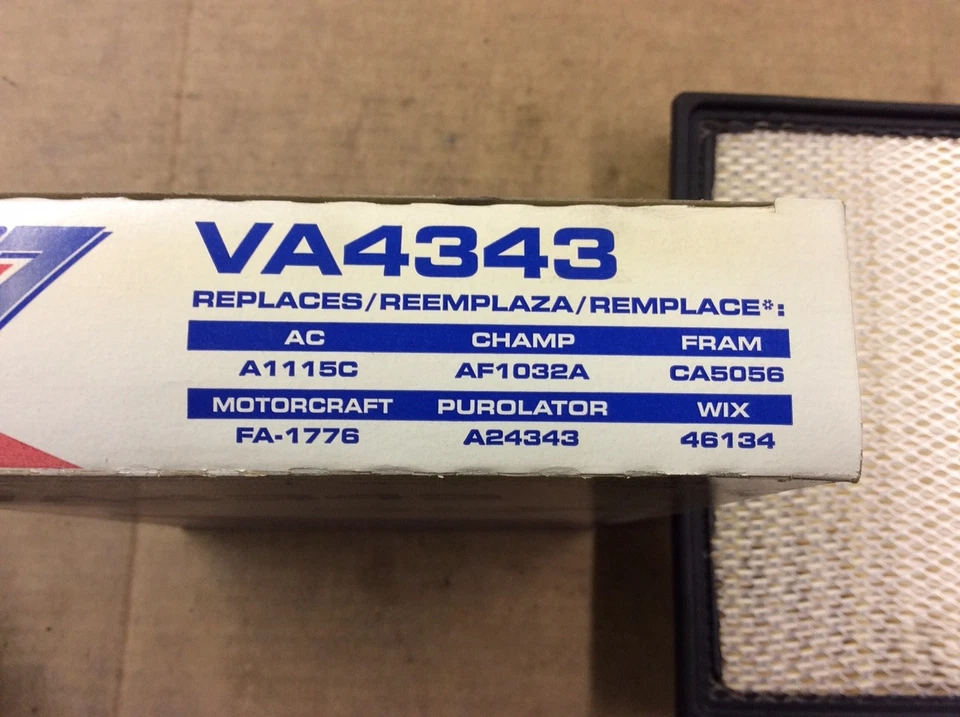 VA4343
REPLACES/REEMPLAZA/REMPLACE*:
AC CHAMP FRAM
A1115C AF1032A CA5056
MOTORCRAFT PUROLATOR WIX
FA-1776 A24343 46134